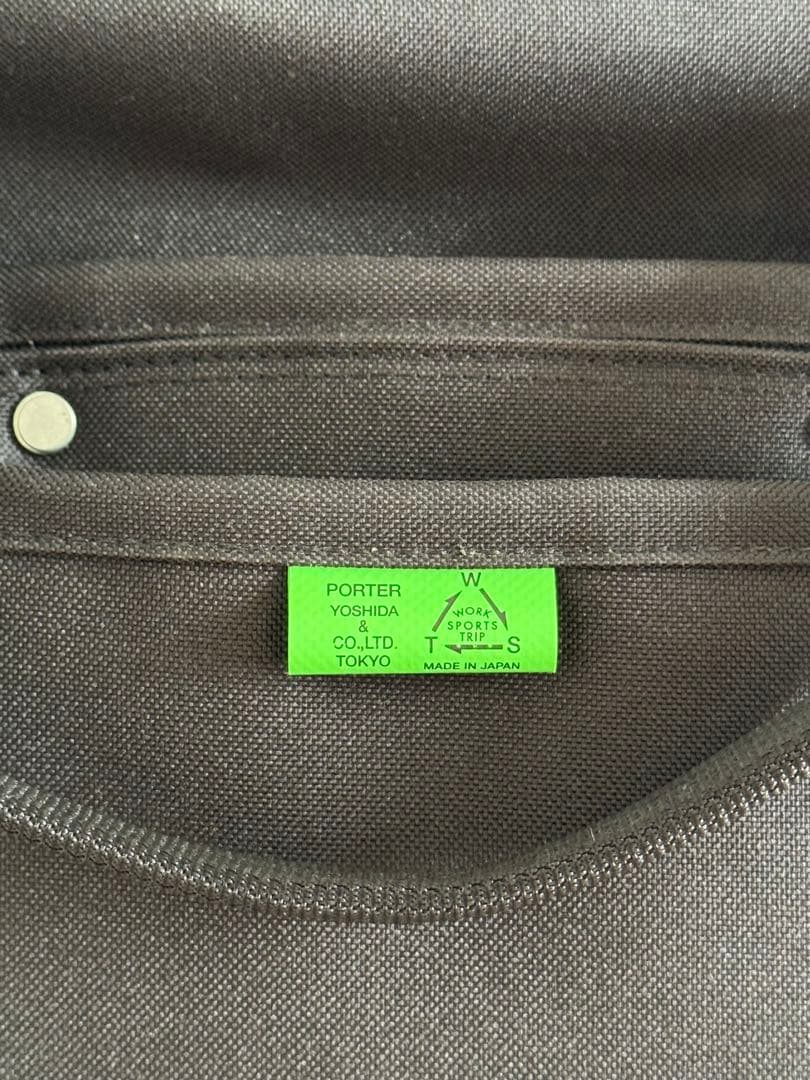 PORTER
YOSHIDA
&
CO.,LTD.
TOKYO
W
WORK
SPORTS
TRIP
T S
MADE IN JAPAN